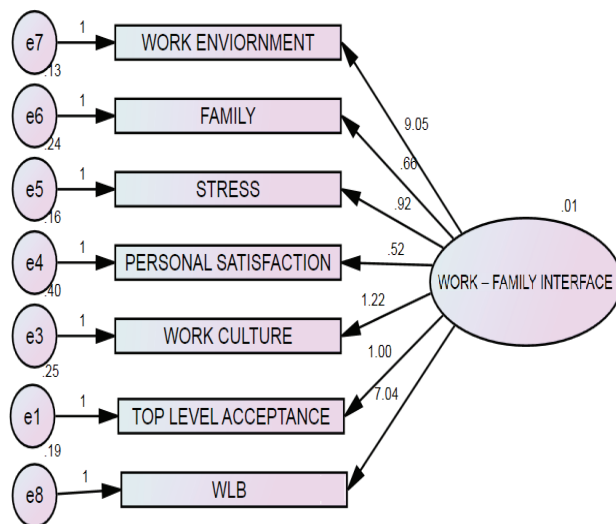 e7 1 WORK ENVIORNMENT
.13
9.05
e6 1 FAMILY
.24
.66
.01
e5 1 STRESS
.16
.92
e4 1 PERSONAL SATISFACTION
.40
.52
WORK – FAMILY INTERFACE
e3 1 WORK CULTURE
.25
1.22
e1 1 TOP LEVEL ACCEPTANCE
.19
1.00
7.04
e8 1 WLB